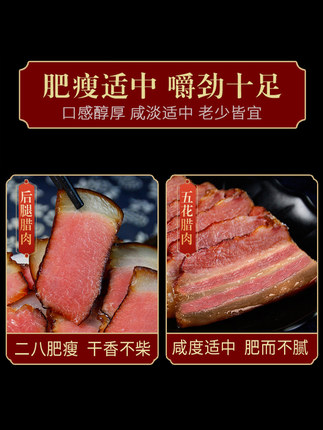 肥瘦适中 嚼劲十足
口感醇厚 咸淡适中 老少皆宜
后腿腊肉
五花腊肉
二八肥瘦 干香不柴
咸度适中 肥而不腻